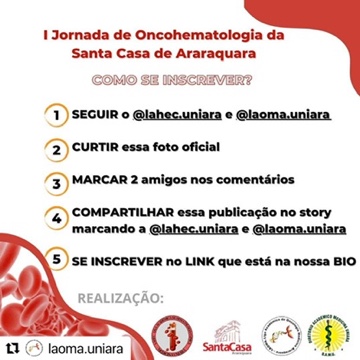 I Jornada de Oncohematologia da
Santa Casa de Araraquara
COMO SE INSCREVER?
1 SEGUIR o @lahec.uniara e @laoma.uniara
2 CURTIR essa foto oficial
3 MARCAR 2 amigos nos comentários
4 COMPARTILHAR essa publicação no story
marcando a @lahec.uniara e @laoma.uniara
5 SE INSCREVER no LINK que está na nossa BIO
REALIZAÇÃO:
SantaCasa
laoma.uniara